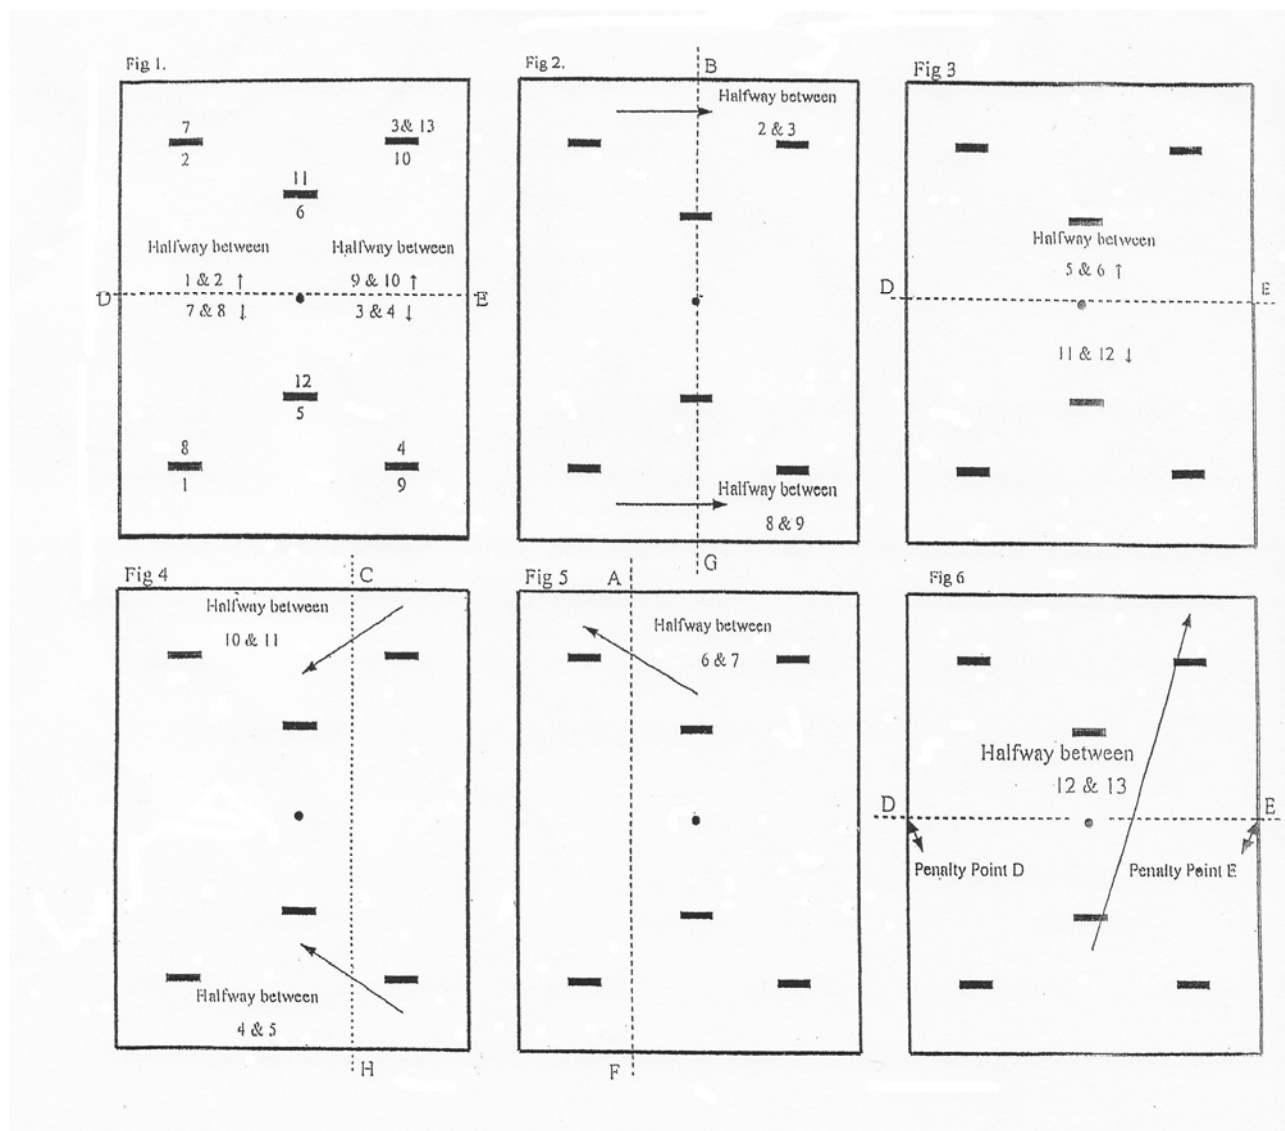 Fig 1.
7
3& 13
2
10
11
6
Halfway between
Halfway between
1 & 2 ↑
9 & 10 ↑
D
E
7 & 8 ↓
3 & 4 ↓
12
5
8
4
1
9
Fig 2.
B
Halfway between
2 & 3
Halfway between
8 & 9
G
Fig 3
Halfway between
5 & 6 ↑
D
E
11 & 12 ↓
Fig 4
C
Halfway between
10 & 11
Halfway between
4 & 5
H
Fig 5
A
Halfway between
6 & 7
F
Fig 6
Halfway between
12 & 13
D
E
Penalty Point D
Penalty Point E